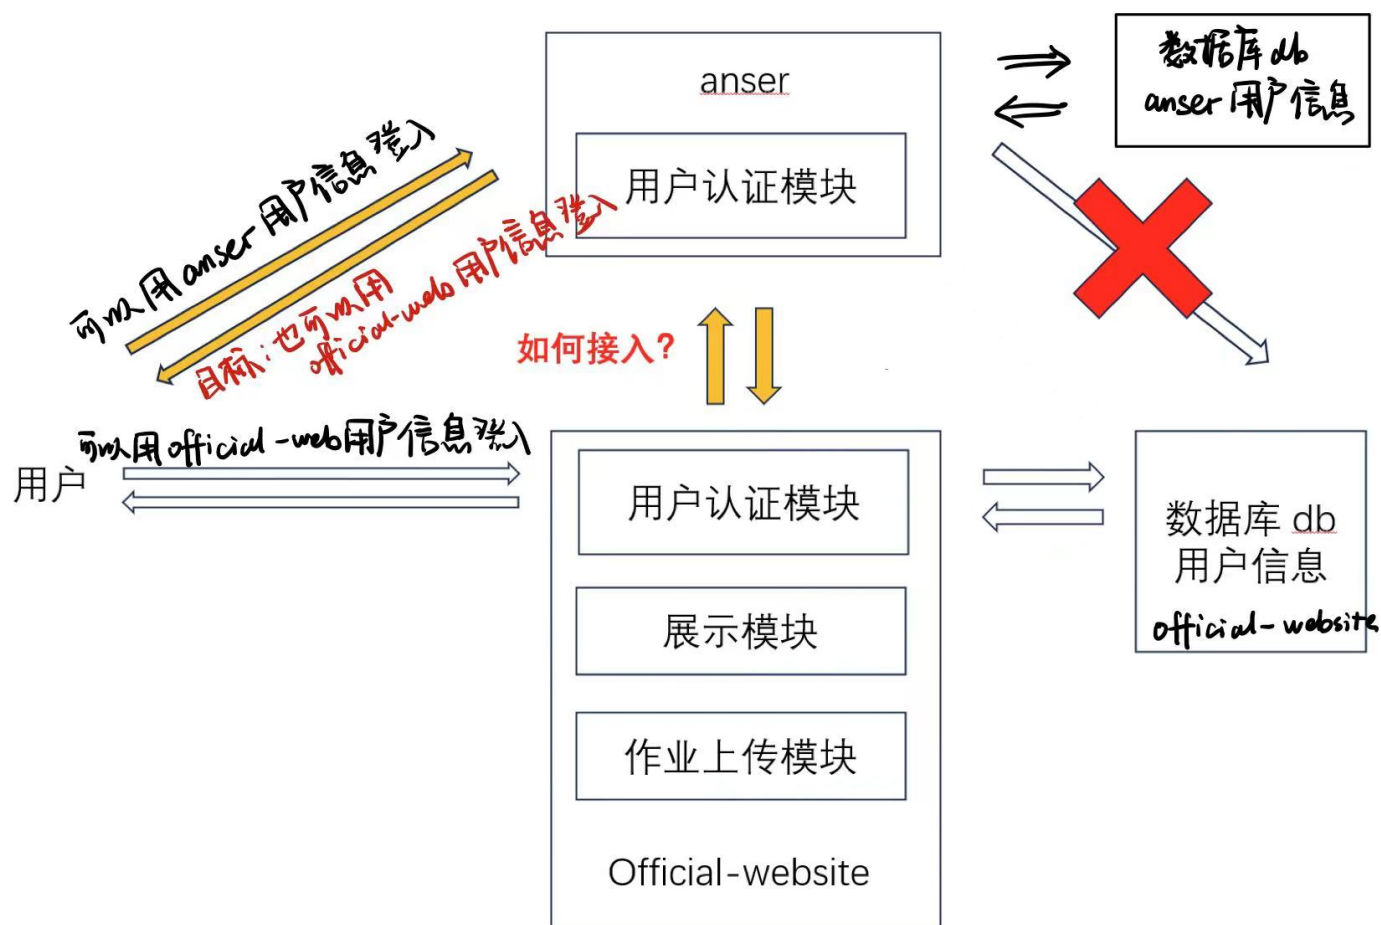 anser
用户认证模块
数据库db
anser用户信息
可以用anser用户信息登入
目标：也可以用
official-web用户信息登入
如何接入？
可以用official-web用户信息登入
用户
用户认证模块
展示模块
作业上传模块
Official-website
数据库 db
用户信息
official-website